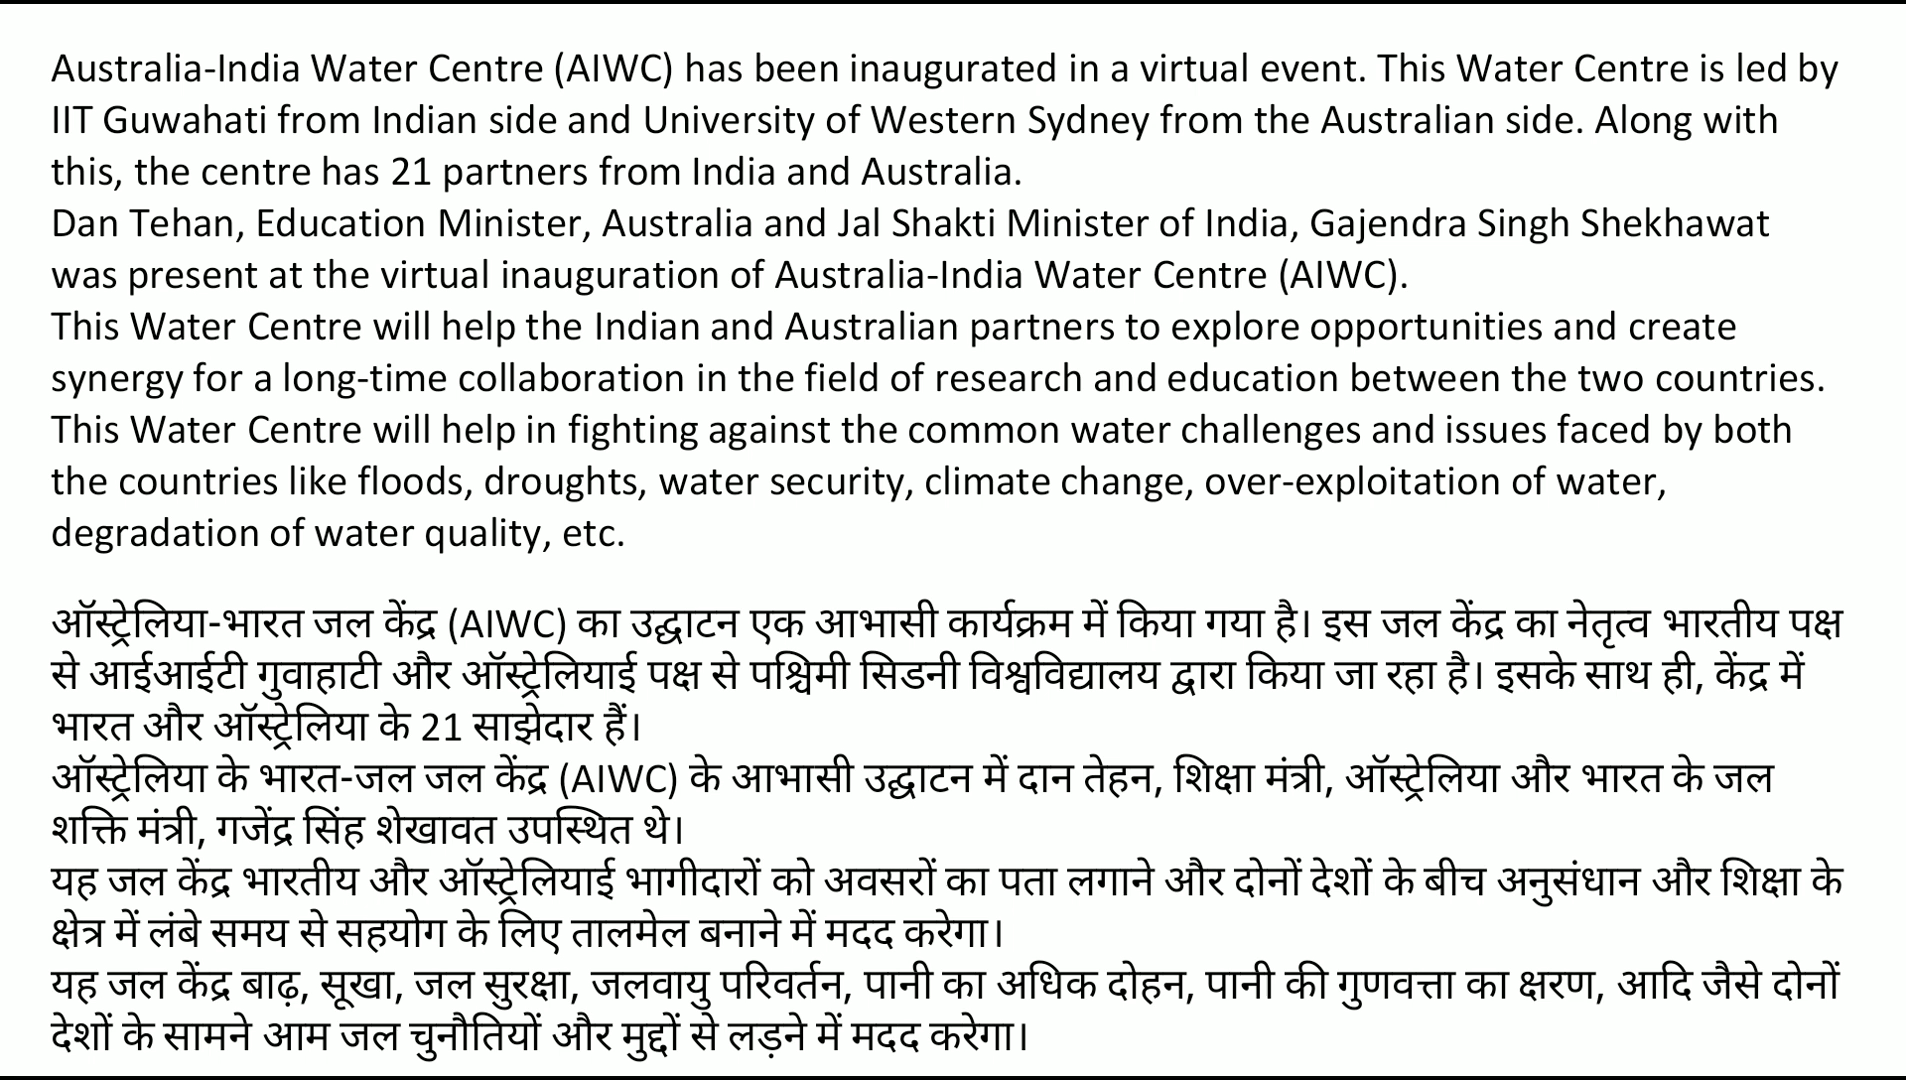 Australia-India Water Centre (AIWC) has been inaugurated in a virtual event. This Water Centre is led by
IIT Guwahati from Indian side and University of Western Sydney from the Australian side. Along with
this, the centre has 21 partners from India and Australia.
Dan Tehan, Education Minister, Australia and Jal Shakti Minister of India, Gajendra Singh Shekhawat
was present at the virtual inauguration of Australia-India Water Centre (AIWC).
This Water Centre will help the Indian and Australian partners to explore opportunities and create
synergy for a long-time collaboration in the field of research and education between the two countries.
This Water Centre will help in fighting against the common water challenges and issues faced by both
the countries like floods, droughts, water security, climate change, over-exploitation of water,
degradation of water quality, etc.
ऑस्ट्रेलिया-भारत जल केंद्र (AIWC) का उद्घाटन एक आभासी कार्यक्रम में किया गया है। इस जल केंद्र का नेतृत्व भारतीय पक्ष
से आईआईटी गुवाहाटी और ऑस्ट्रेलियाई पक्ष से पश्चिमी सिडनी विश्वविद्यालय द्वारा किया जा रहा है। इसके साथ ही, केंद्र में
भारत और ऑस्ट्रेलिया के 21 साझेदार हैं।
ऑस्ट्रेलिया के भारत-जल जल केंद्र (AIWC) के आभासी उद्घाटन में दान तेहन, शिक्षा मंत्री, ऑस्ट्रेलिया और भारत के जल
शक्ति मंत्री, गजेंद्र सिंह शेखावत उपस्थित थे।
यह जल केंद्र भारतीय और ऑस्ट्रेलियाई भागीदारों को अवसरों का पता लगाने और दोनों देशों के बीच अनुसंधान और शिक्षा के
क्षेत्र में लंबे समय से सहयोग के लिए तालमेल बनाने में मदद करेगा।
यह जल केंद्र बाढ़, सूखा, जल सुरक्षा, जलवायु परिवर्तन, पानी का अधिक दोहन, पानी की गुणवत्ता का क्षरण, आदि जैसे दोनों
देशों के सामने आम जल चुनौतियों और मुद्दों से लड़ने में मदद करेगा।